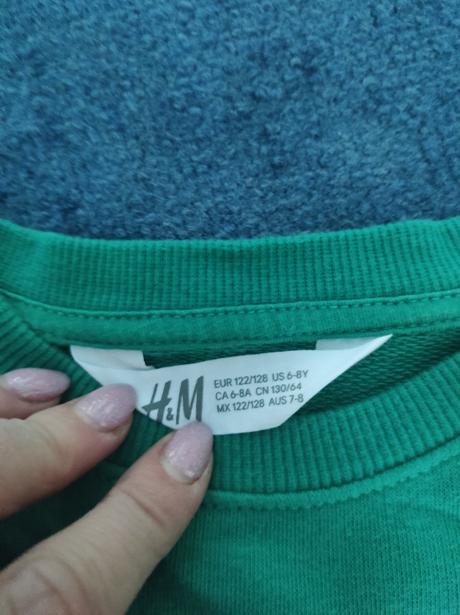 H&M
EUR 122/128 US 6-8Y
CA 6-8A CN 130/64
MX 122/128 AUS 7-8